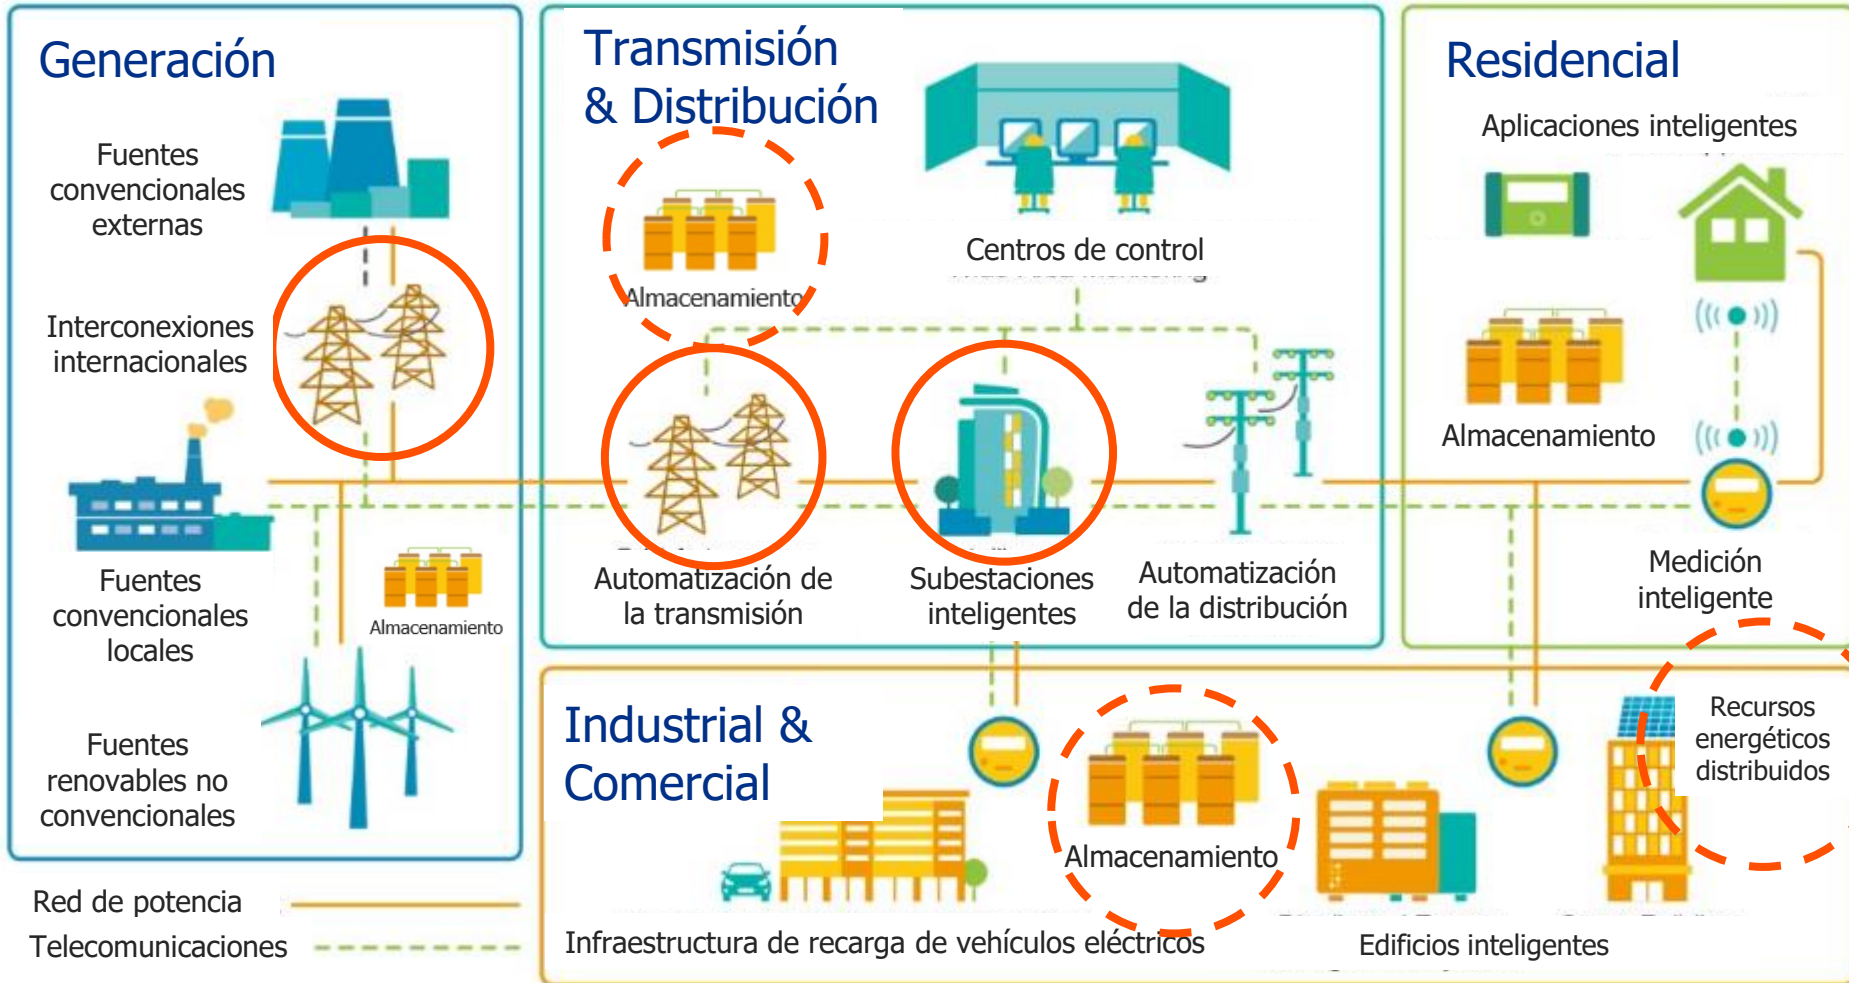 Generación
Fuentes
convencionales
externas
Interconexiones
internacionales
Fuentes
convencionales
locales
Almacenamiento
Fuentes
renovables no
convencionales
Red de potencia
Telecomunicaciones
Transmisión
& Distribución
Almacenamiento
Centros de control
Automatización de
la transmisión
Subestaciones
inteligentes
Automatización
de la distribución
Residencial
Aplicaciones inteligentes
Almacenamiento
Medición
inteligente
Industrial &
Comercial
Almacenamiento
Recursos
energéticos
distribuidos
Infraestructura de recarga de vehículos eléctricos
Edificios inteligentes